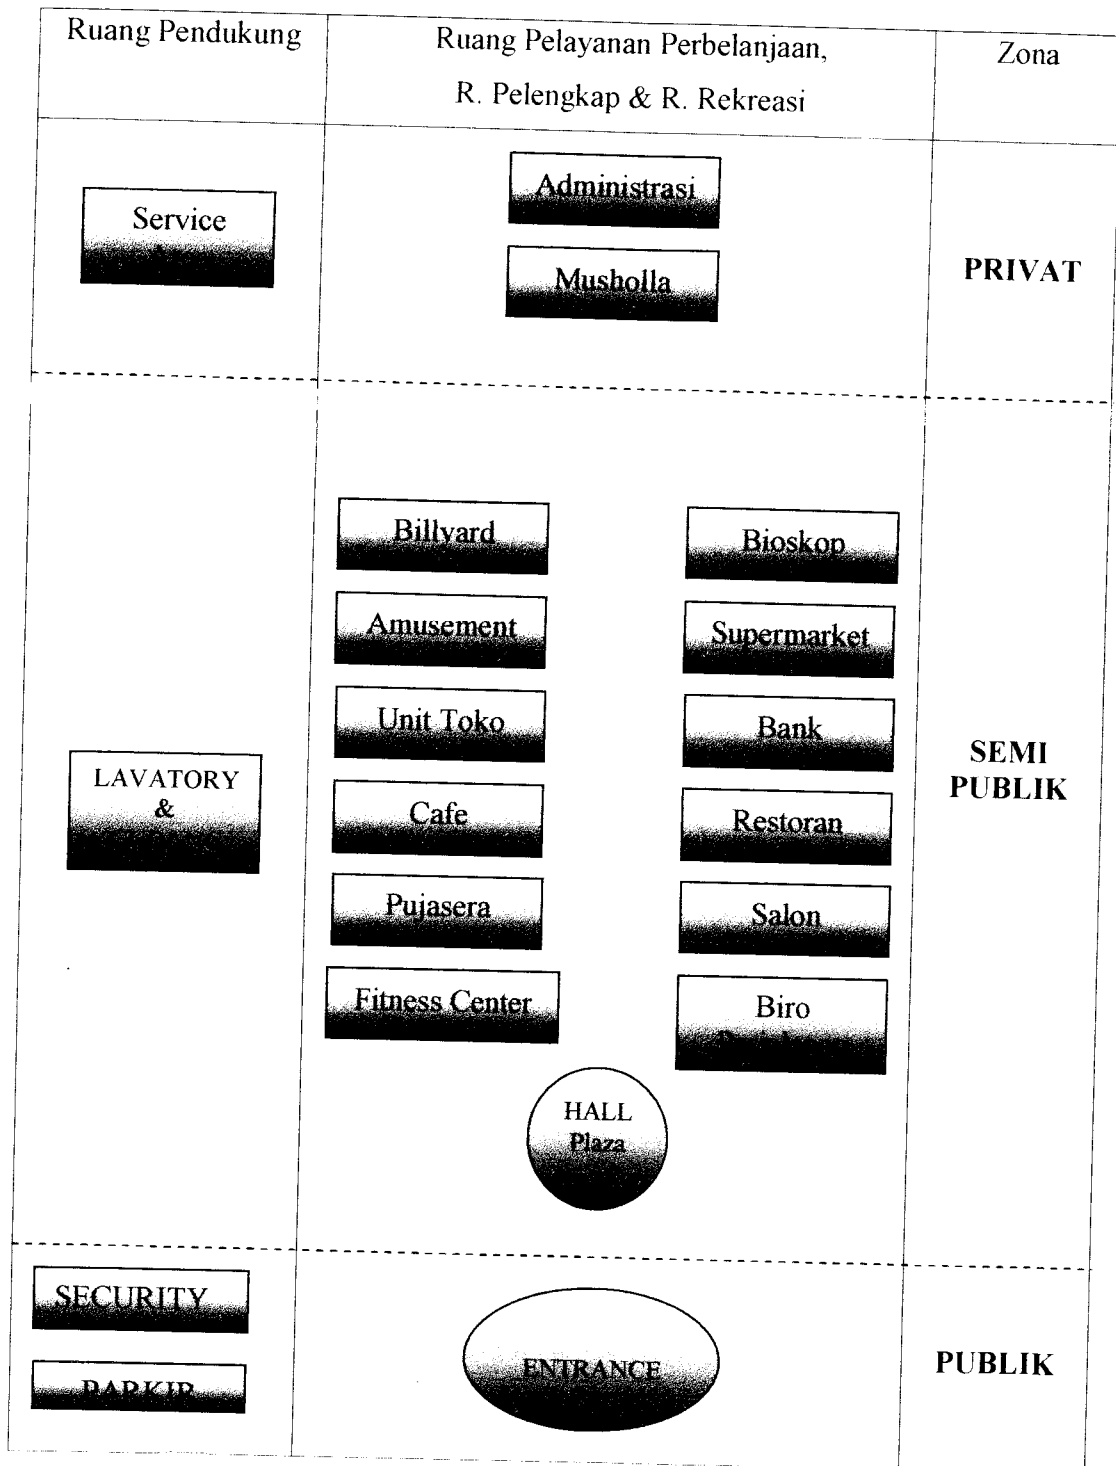 Ruang Pendukung
Ruang Pelayanan Perbelanjaan,
R. Pelengkap & R. Rekreasi
Zona
Service
Administrasi
Musholla
PRIVAT
LAVATORY
&
Billyard
Amusement
Unit Toko
Cafe
Pujasera
Fitness Center
Bioskop
Supermarket
Bank
Restoran
Salon
Biro
HALL
Plaza
SEMI
PUBLIK
SECURITY
PARKIR
ENTRANCE
PUBLIK